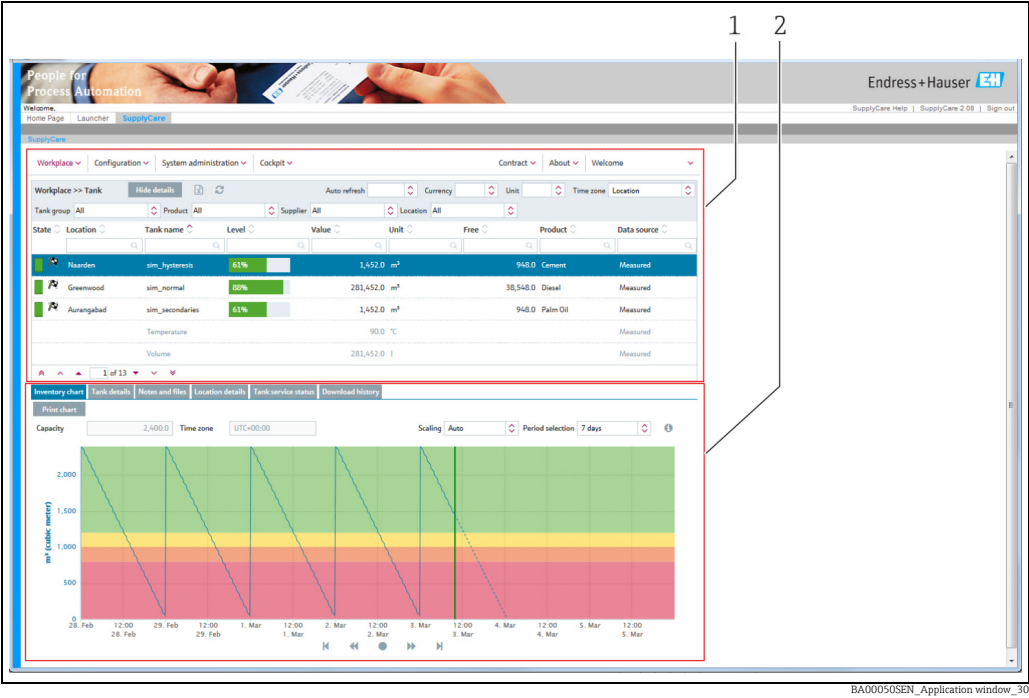 1 2
People for
Process Automation
Endress+Hauser EH
Welcome.
SupplyCare Help | SupplyCare 2.08 | Sign out
Home Page Launcher SupplyCare
SupplyCare
Workplace Configuration System administration Cockpit Contract About Welcome
Workplace >> Tank Hide details Auto refresh Currency Unit Time zone Location
Tank group All Product All Supplier All Location All
State Location Tank name Level Value Unit Free Product Data source
Naarden sim_hysteresis 61% 1,452.0 m³ 948.0 Cement Measured
Greenwood sim_normal 88% 281,452.0 m³ 38,548.0 Diesel Measured
Aurangabad sim_secondaries 61% 1,452.0 m³ 948.0 Palm Oil Measured
Temperature 90.0 °C Measured
Volume 281,452.0 l Measured
1 of 13
Inventory chart Tank details Notes and files Location details Tank service status Download history
Print chart
Capacity 2,400.0 Time zone UTC+00:00 Scaling Auto Period selection 7 days
m³ (cubic meter)
2,000
1,500
1,000
500
0
28. Feb 12:00 29. Feb 12:00 1. Mar 12:00 2. Mar 12:00 3. Mar 12:00 4. Mar 12:00 5. Mar 12:00
28. Feb 29. Feb 1. Mar 2. Mar 3. Mar 4. Mar 5. Mar
BA00050SEN_Application window_30